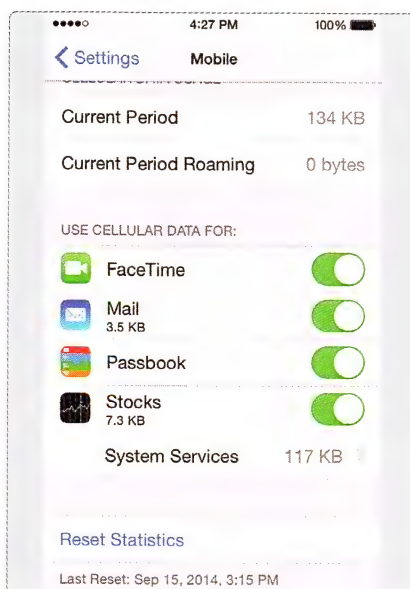 4:27 PM 100%
Settings Mobile
Current Period 134 KB
Current Period Roaming 0 bytes
USE CELLULAR DATA FOR:
FaceTime
Mail
3.5 KB
Passbook
Stocks
7.3 KB
System Services 117 KB
Reset Statistics
Last Reset: Sep 15, 2014, 3:15 PM